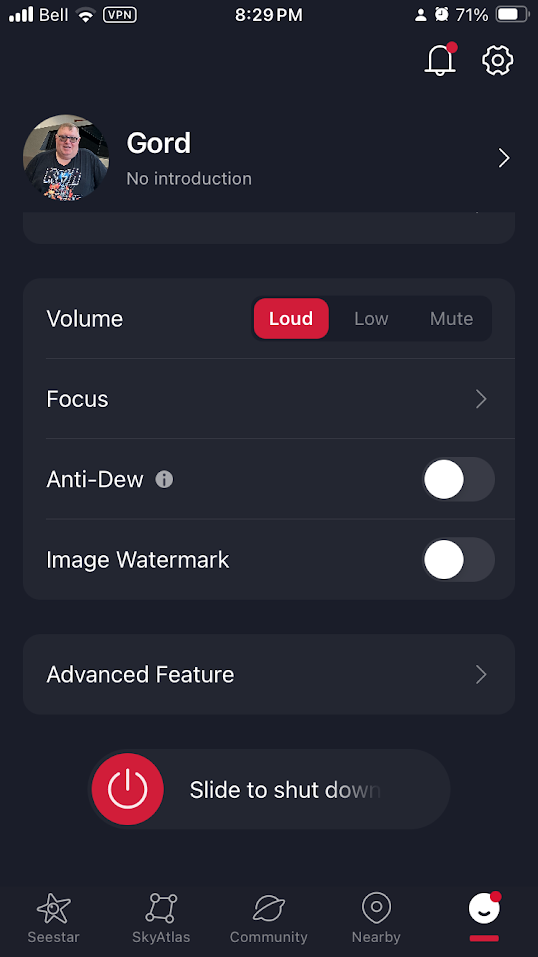 Bell VPN 8:29 PM 71%
Gord
No introduction
Volume Loud Low Mute
Focus
Anti-Dew
Image Watermark
Advanced Feature
Slide to shut down
Seestar SkyAtlas Community Nearby